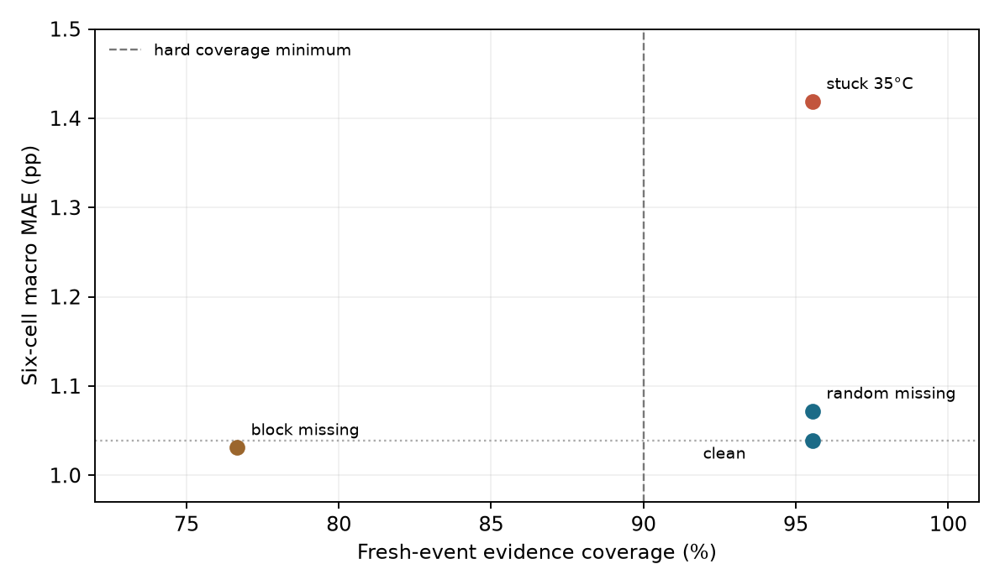 hard coverage minimum
stuck 35°C
random missing
block missing
clean
1.5
1.4
1.3
1.2
1.1
1.0
Six-cell macro MAE (pp)
75 80 85 90 95 100
Fresh-event evidence coverage (%)